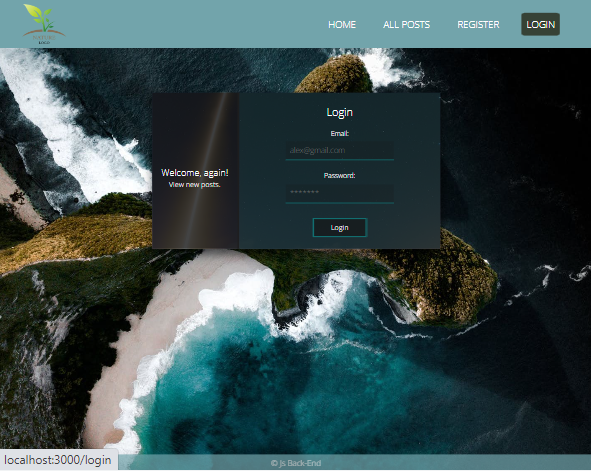 HOME ALL POSTS REGISTER LOGIN
Login
Email:
alex@gmail.com
Welcome, again!
View new posts.
Password:
*******
Login
localhost:3000/login
© Js Back-End